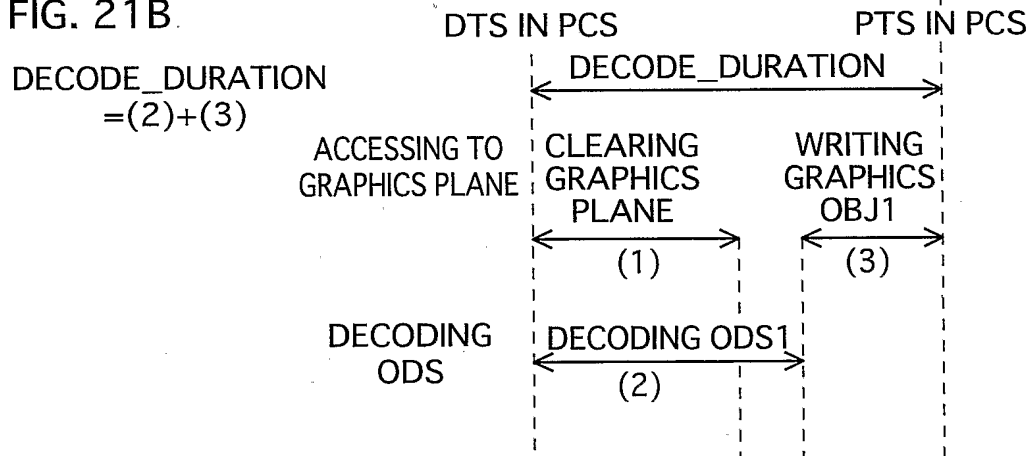 FIG. 21B
DTS IN PCS
PTS IN PCS
DECODE_DURATION
=(2)+(3)
DECODE_DURATION
ACCESSING TO
GRAPHICS PLANE
CLEARING
GRAPHICS
PLANE
(1)
WRITING
GRAPHICS
OBJ1
(3)
DECODING
ODS
DECODING ODS1
(2)